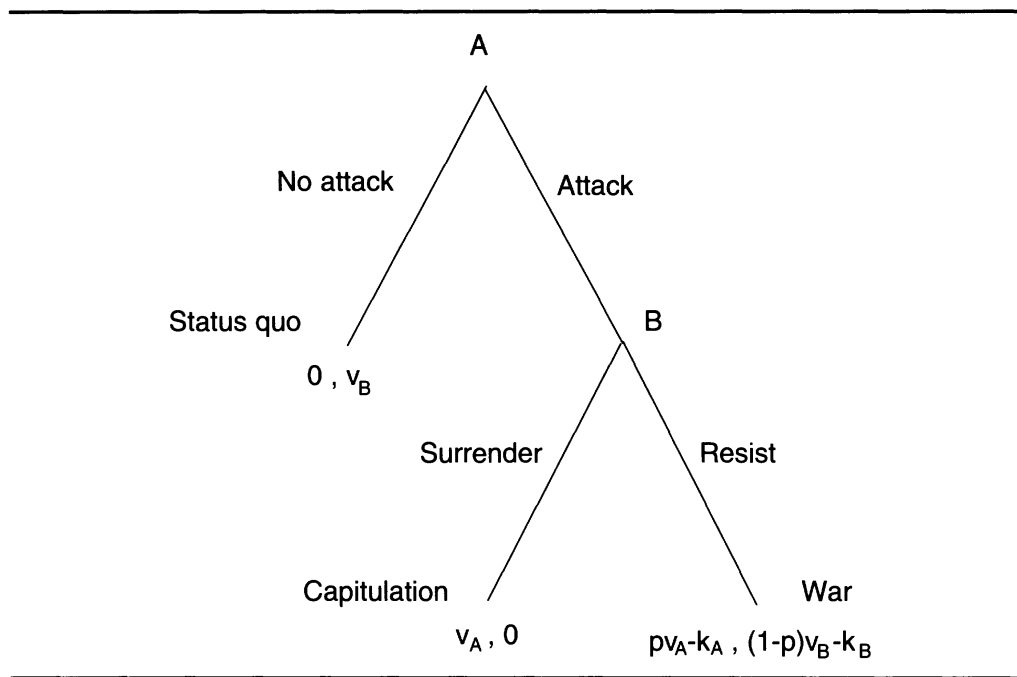 A
No attack
Attack
Status quo
B
0 , vB
Surrender
Resist
Capitulation
War
vA , 0
pvA-kA , (1-p)vB-kB